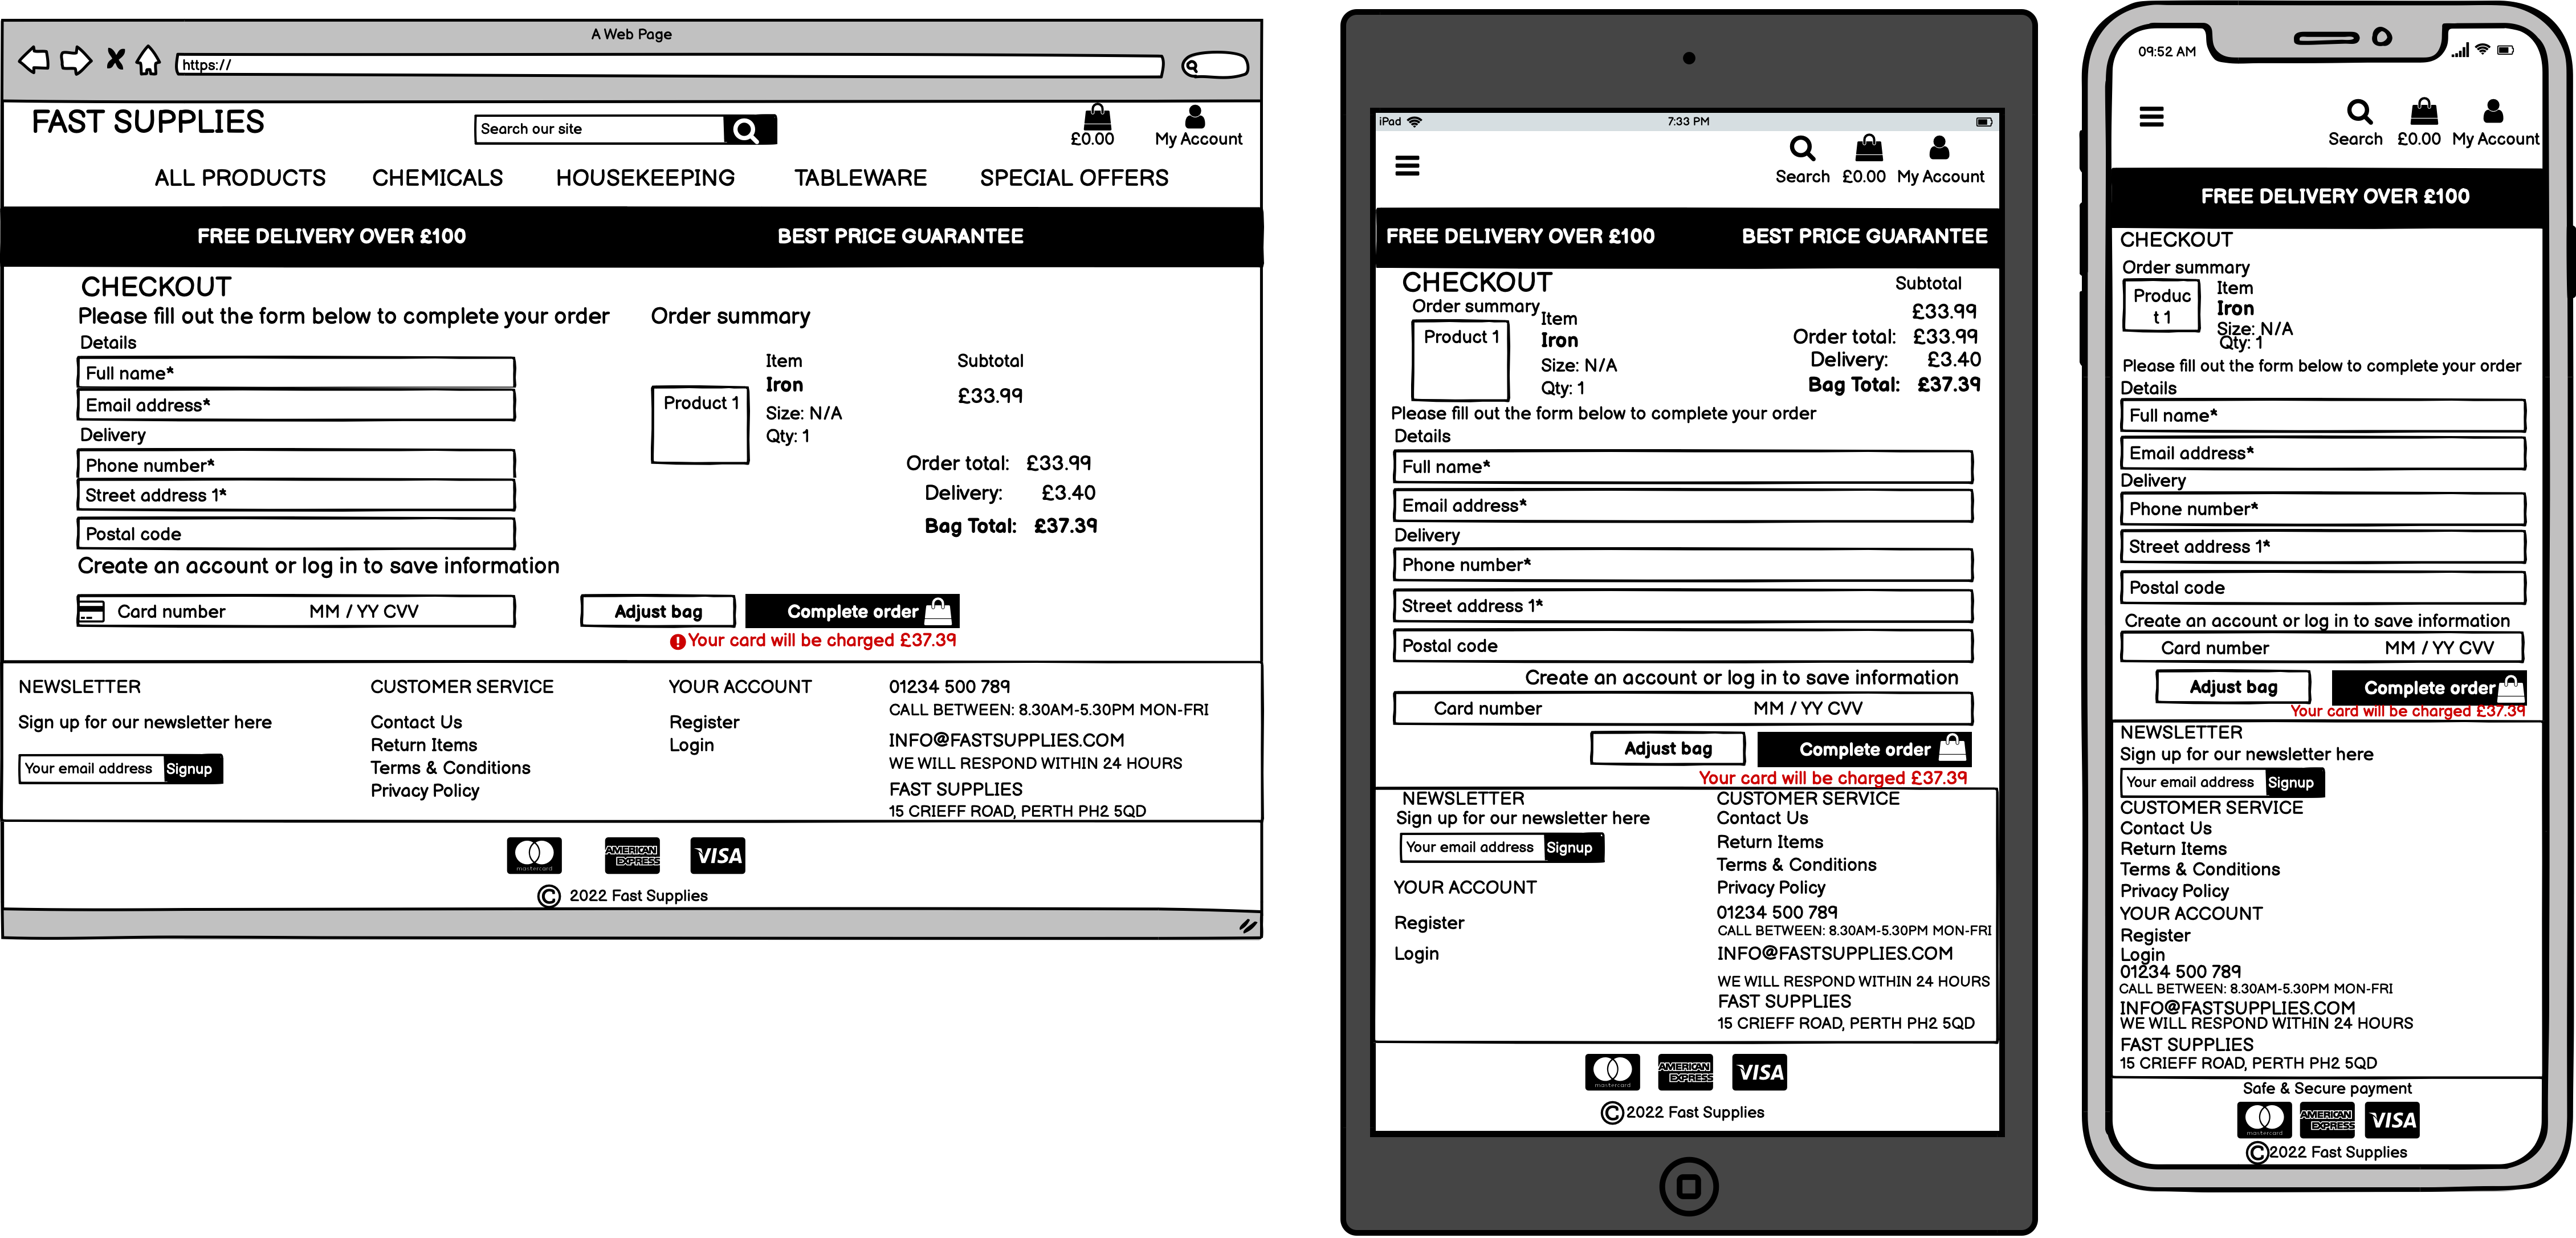 A Web Page
https://
FAST SUPPLIES
Search our site
£0.00
My Account
ALL PRODUCTS
CHEMICALS
HOUSEKEEPING
TABLEWARE
SPECIAL OFFERS
FREE DELIVERY OVER £100
BEST PRICE GUARANTEE
CHECKOUT
Please fill out the form below to complete your order
Details
Full name*
Email address*
Delivery
Phone number*
Street address 1*
Postal code
Create an account or log in to save information
Card number
MM / YY CVV
Order summary
Product 1
Item
Iron
Size: N/A
Qty: 1
Subtotal
£33.99
Order total: £33.99
Delivery: £3.40
Bag Total: £37.39
Adjust bag
Complete order
Your card will be charged £37.39
NEWSLETTER
Sign up for our newsletter here
Your email address
Signup
CUSTOMER SERVICE
Contact Us
Return Items
Terms & Conditions
Privacy Policy
YOUR ACCOUNT
Register
Login
01234 500 789
CALL BETWEEN: 8.30AM-5.30PM MON-FRI
INFO@FASTSUPPLIES.COM
WE WILL RESPOND WITHIN 24 HOURS
FAST SUPPLIES
15 CRIEFF ROAD, PERTH PH2 5QD
mastercard
AMERICAN
EXPRESS
VISA
© 2022 Fast Supplies
iPad
7:33 PM
Search
£0.00
My Account
FREE DELIVERY OVER £100
BEST PRICE GUARANTEE
CHECKOUT
Order summary
Product 1
Item
Iron
Size: N/A
Qty: 1
Subtotal
£33.99
Order total: £33.99
Delivery: £3.40
Bag Total: £37.39
Please fill out the form below to complete your order
Details
Full name*
Email address*
Delivery
Phone number*
Street address 1*
Postal code
Create an account or log in to save information
Card number
MM / YY CVV
Adjust bag
Complete order
Your card will be charged £37.39
NEWSLETTER
Sign up for our newsletter here
Your email address
Signup
YOUR ACCOUNT
Register
Login
CUSTOMER SERVICE
Contact Us
Return Items
Terms & Conditions
Privacy Policy
01234 500 789
CALL BETWEEN: 8.30AM-5.30PM MON-FRI
INFO@FASTSUPPLIES.COM
WE WILL RESPOND WITHIN 24 HOURS
FAST SUPPLIES
15 CRIEFF ROAD, PERTH PH2 5QD
mastercard
AMERICAN
EXPRESS
VISA
© 2022 Fast Supplies
09:52 AM
Search
£0.00
My Account
FREE DELIVERY OVER £100
CHECKOUT
Order summary
Produc
t 1
Item
Iron
Size: N/A
Qty: 1
Please fill out the form below to complete your order
Details
Full name*
Email address*
Delivery
Phone number*
Street address 1*
Postal code
Create an account or log in to save information
Card number
MM / YY CVV
Adjust bag
Complete order
Your card will be charged £37.39
NEWSLETTER
Sign up for our newsletter here
Your email address
Signup
CUSTOMER SERVICE
Contact Us
Return Items
Terms & Conditions
Privacy Policy
YOUR ACCOUNT
Register
Login
01234 500 789
CALL BETWEEN: 8.30AM-5.30PM MON-FRI
INFO@FASTSUPPLIES.COM
WE WILL RESPOND WITHIN 24 HOURS
FAST SUPPLIES
15 CRIEFF ROAD, PERTH PH2 5QD
Safe & Secure payment
mastercard
AMERICAN
EXPRESS
VISA
© 2022 Fast Supplies